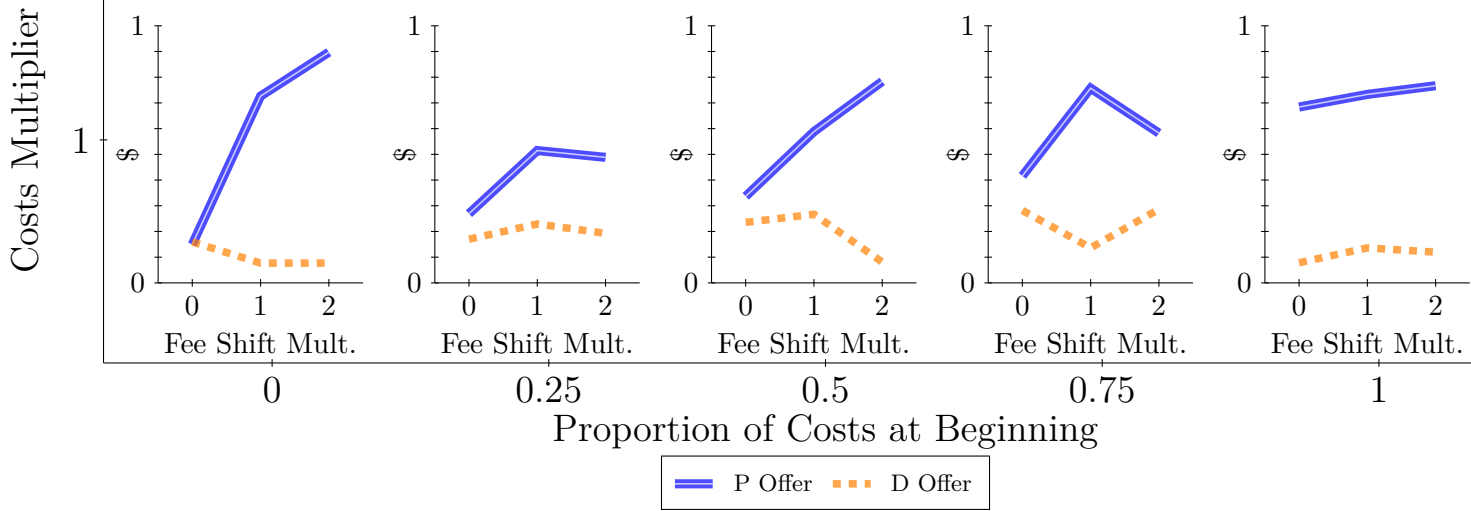 Costs Multiplier
1
1
$
0
0 1 2
Fee Shift Mult.
1
$
0
0 1 2
Fee Shift Mult.
1
$
0
0 1 2
Fee Shift Mult.
1
$
0
0 1 2
Fee Shift Mult.
1
$
0
0 1 2
Fee Shift Mult.
0 0.25 0.5 0.75 1
Proportion of Costs at Beginning
P Offer D Offer